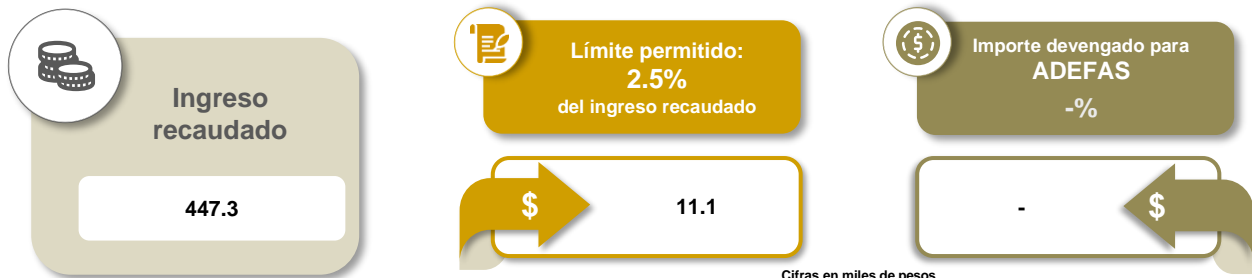 Ingreso
recaudado
447.3
Límite permitido:
2.5%
del ingreso recaudado
$ 11.1
Importe devengado para
ADEFAS
-%
- $
Cifras en miles de pesos